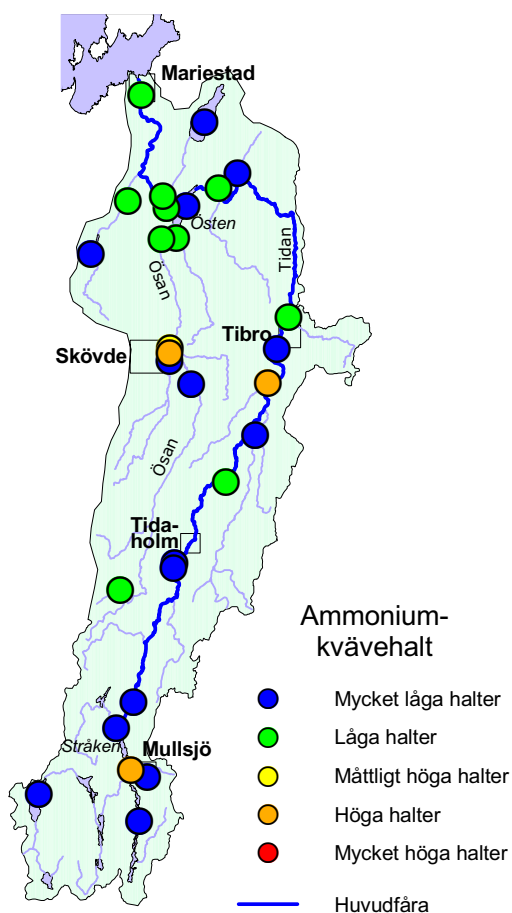 Mariestad
Östen
Tidan
Ösan
Tibro
Skövde
Ösan
Tida-
holm
Stråken
Mullsjö
Ammonium-
kvävehalt
Mycket låga halter
Låga halter
Måttligt höga halter
Höga halter
Mycket höga halter
Huvudfåra